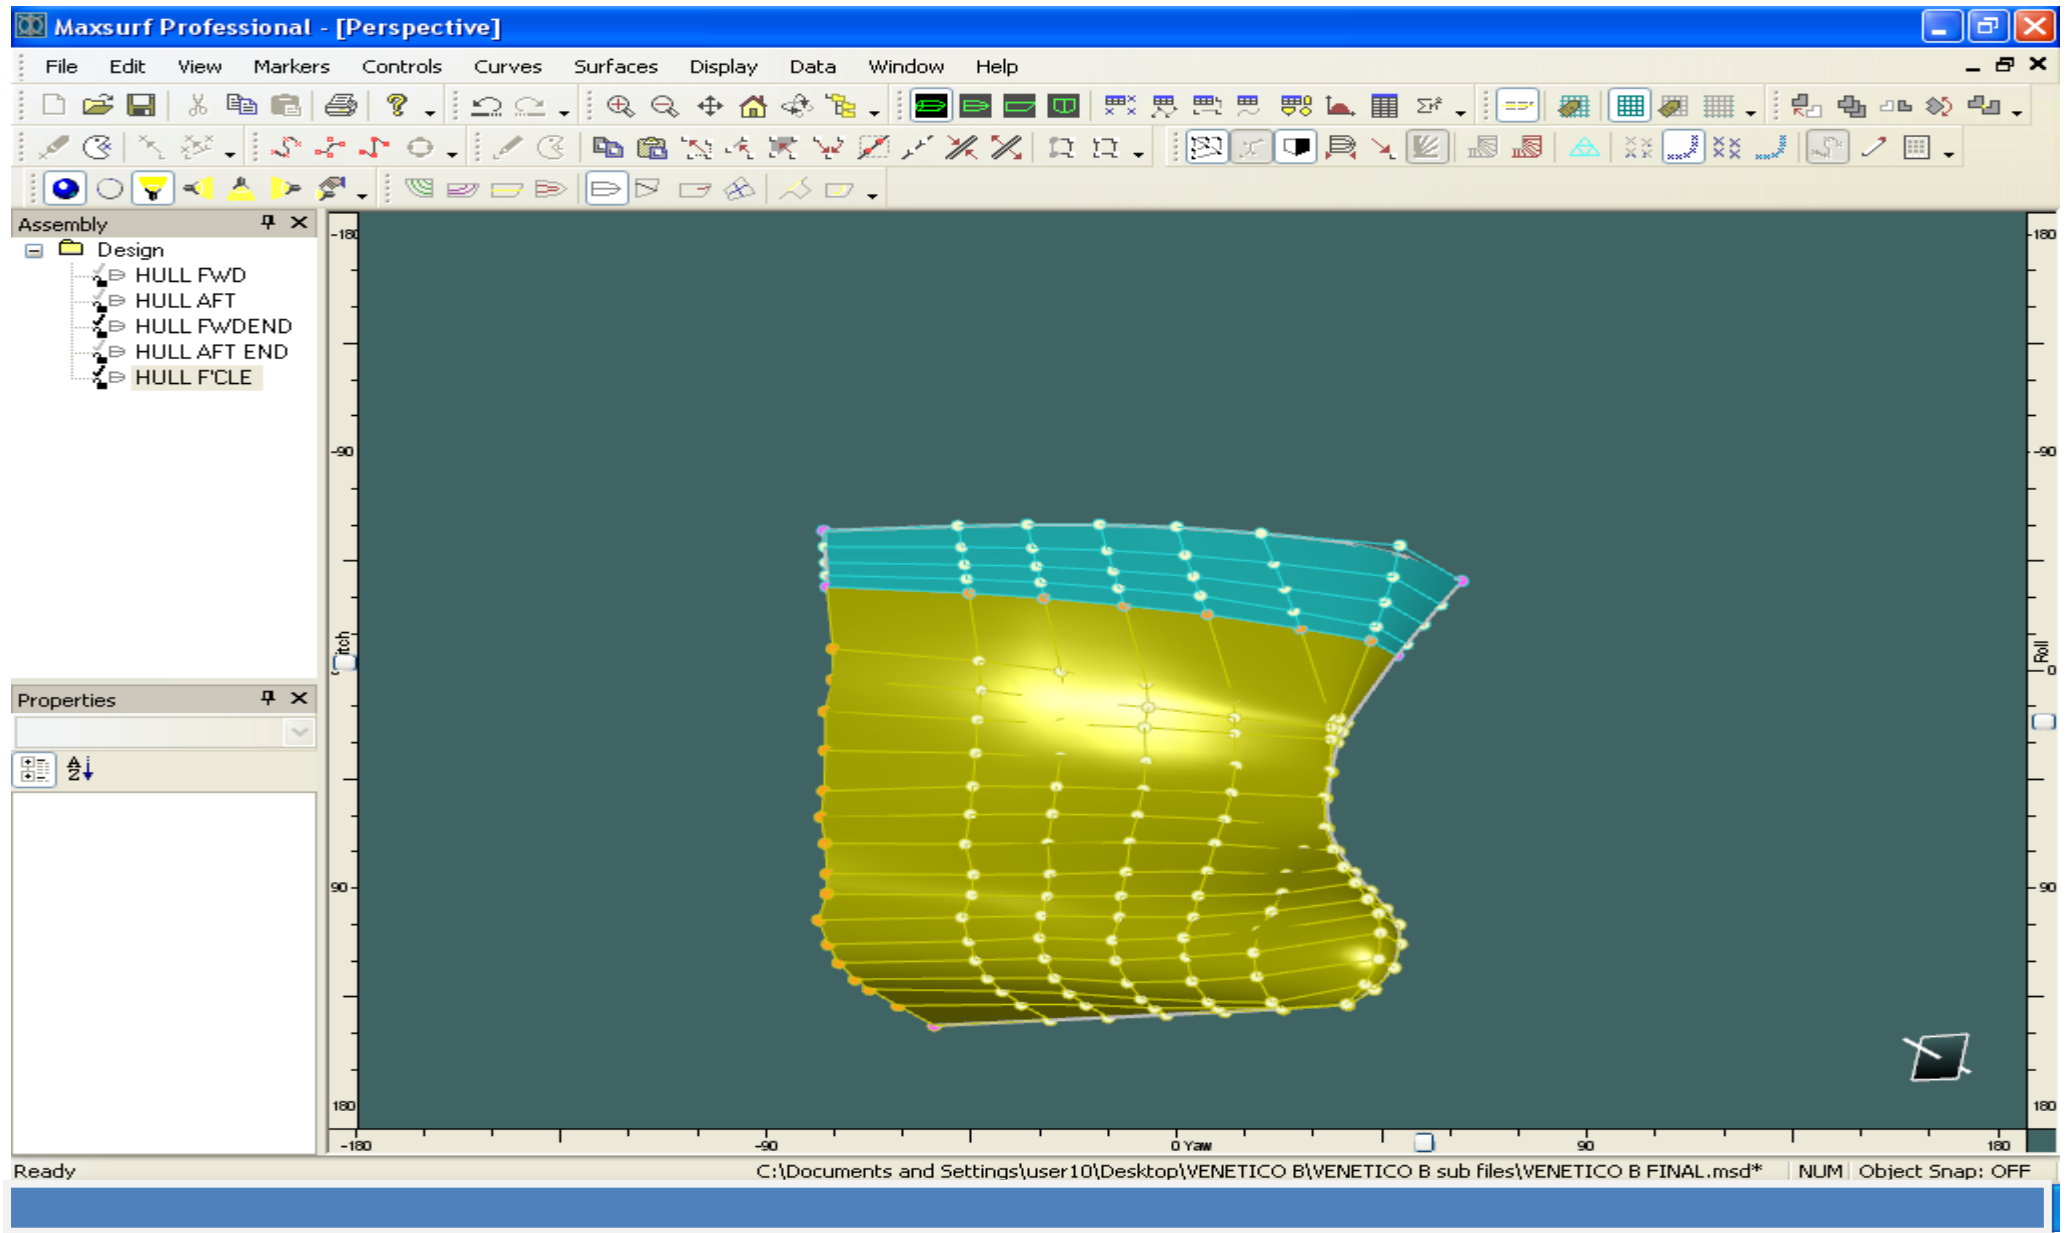 Maxsurf Professional - [Perspective]
File Edit View Markers Controls Curves Surfaces Display Data Window Help
Assembly
Design
HULL FWD
HULL AFT
HULL FWDEND
HULL AFT END
HULL F'CLE
Properties
-180
-90
90
180
-180
-90
Roll
0
90
180
-180 -90 0 Yaw 90 180
Ready C:\Documents and Settings\user10\Desktop\VENETICO B\VENETICO B sub files\VENETICO B FINAL.msd* NUM Object Snap: OFF